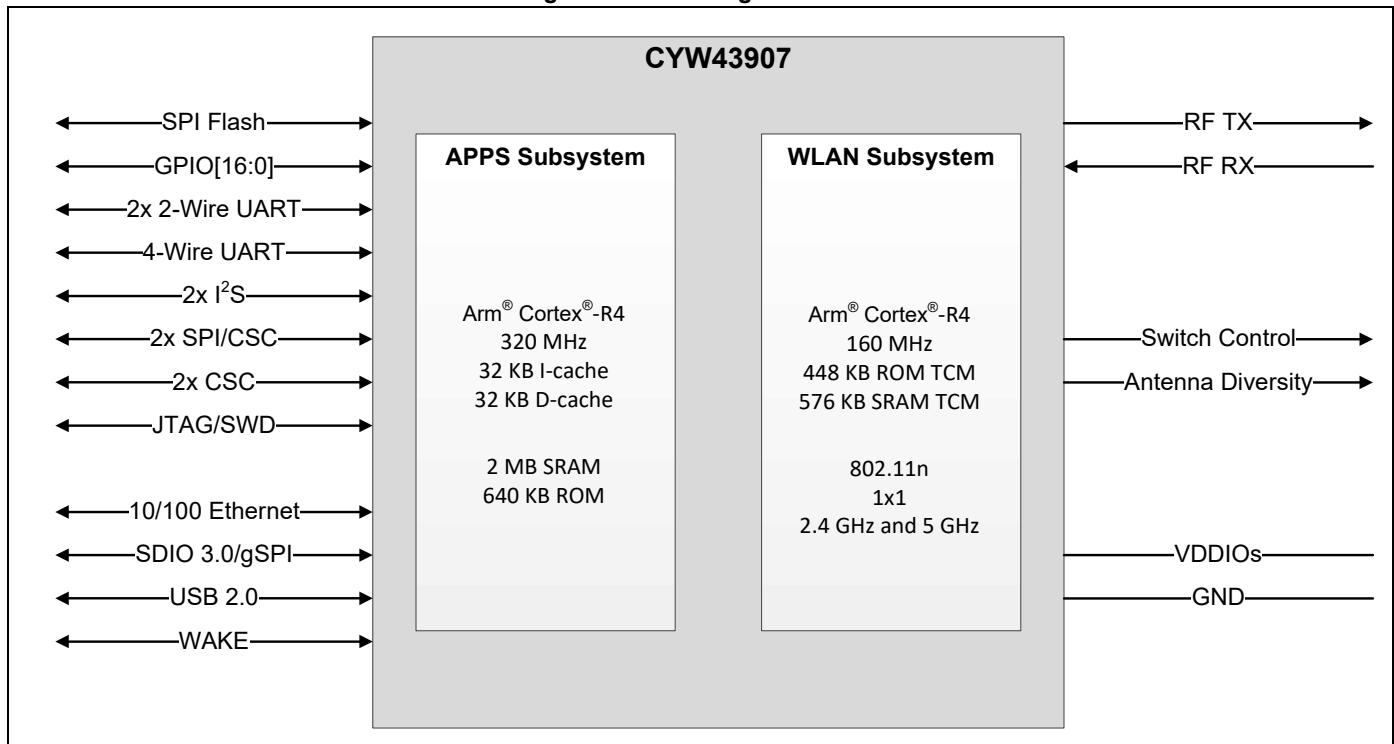 CYW43907
SPI Flash
GPIO[16:0]
2x 2-Wire UART
4-Wire UART
2x I²S
2x SPI/CSC
2x CSC
JTAG/SWD
10/100 Ethernet
SDIO 3.0/gSPI
USB 2.0
WAKE
APPS Subsystem
Arm® Cortex®-R4
320 MHz
32 KB I-cache
32 KB D-cache
2 MB SRAM
640 KB ROM
WLAN Subsystem
Arm® Cortex®-R4
160 MHz
448 KB ROM TCM
576 KB SRAM TCM
802.11n
1x1
2.4 GHz and 5 GHz
RF TX
RF RX
Switch Control
Antenna Diversity
VDDIOs
GND